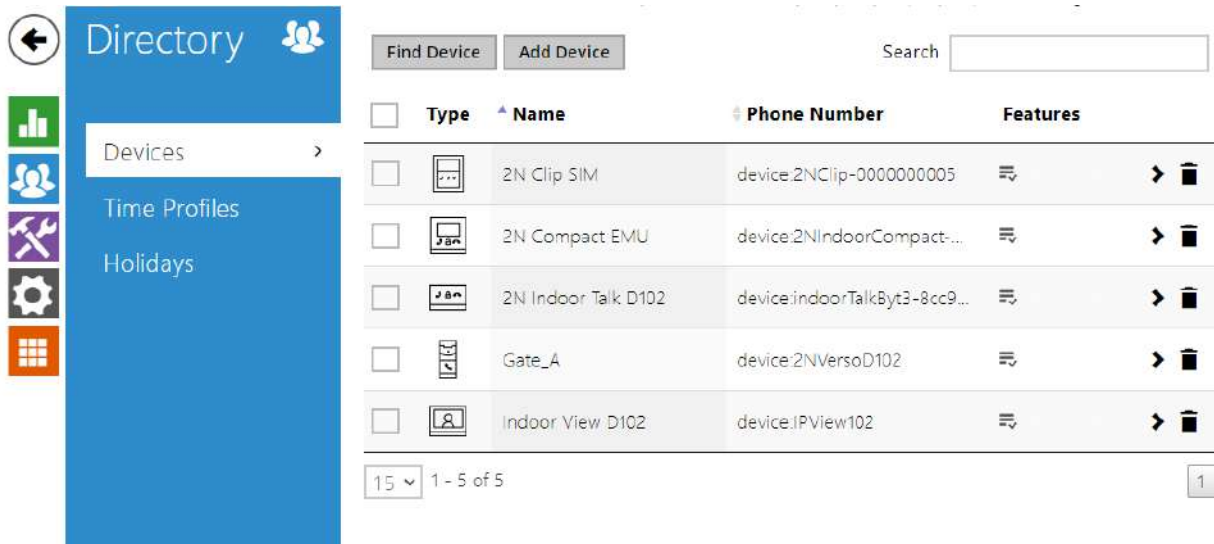 Directory
Devices
Time Profiles
Holidays
Find Device Add Device Search
Type Name Phone Number Features
2N Clip SIM device:2NClip-0000000005
2N Compact EMU device:2NIndoorCompact-...
2N Indoor Talk D102 device:indoorTalkByt3-8cc9...
Gate_A device:2NVersoD102
Indoor View D102 device:IPView102
15 1 - 5 of 5 1